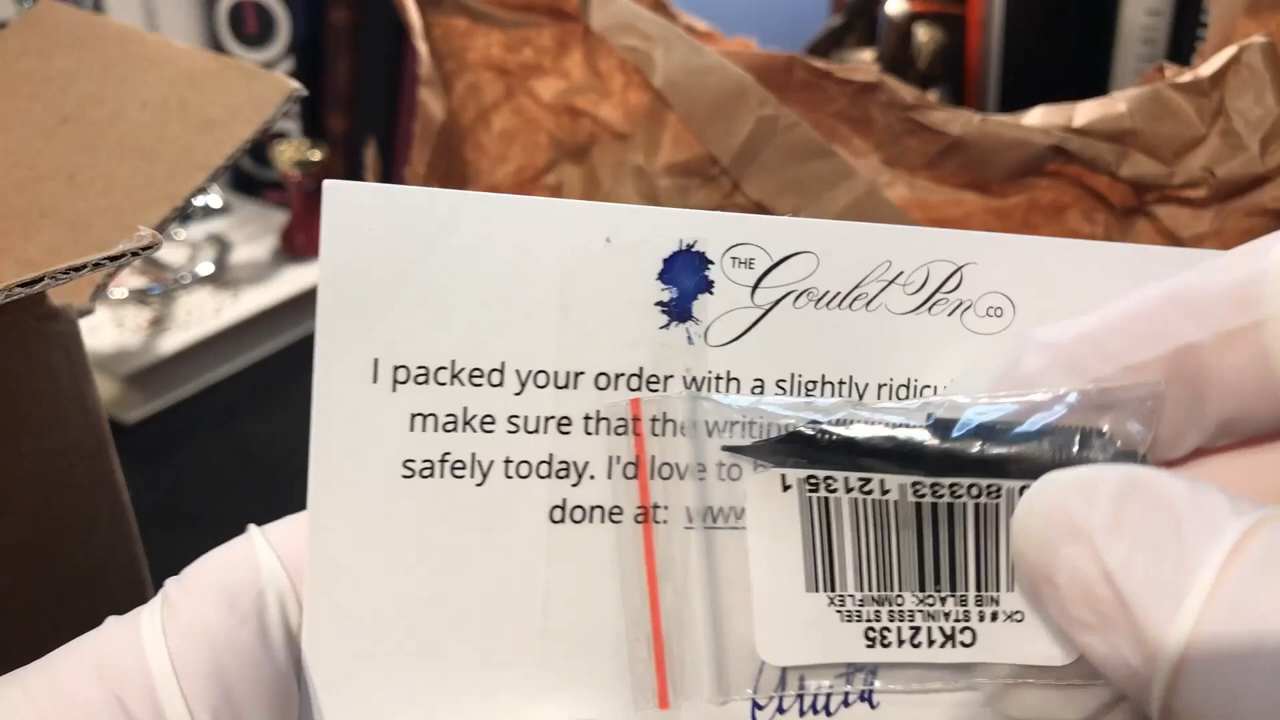 THE Goulet Pen CO
I packed your order with a slightly
make sure that the writing
safely today. I'd love to
done at: www
80333 12135 1
NIB BLACK: OMNIFLEX
CK # 6 STAINLESS STEEL
CK12135